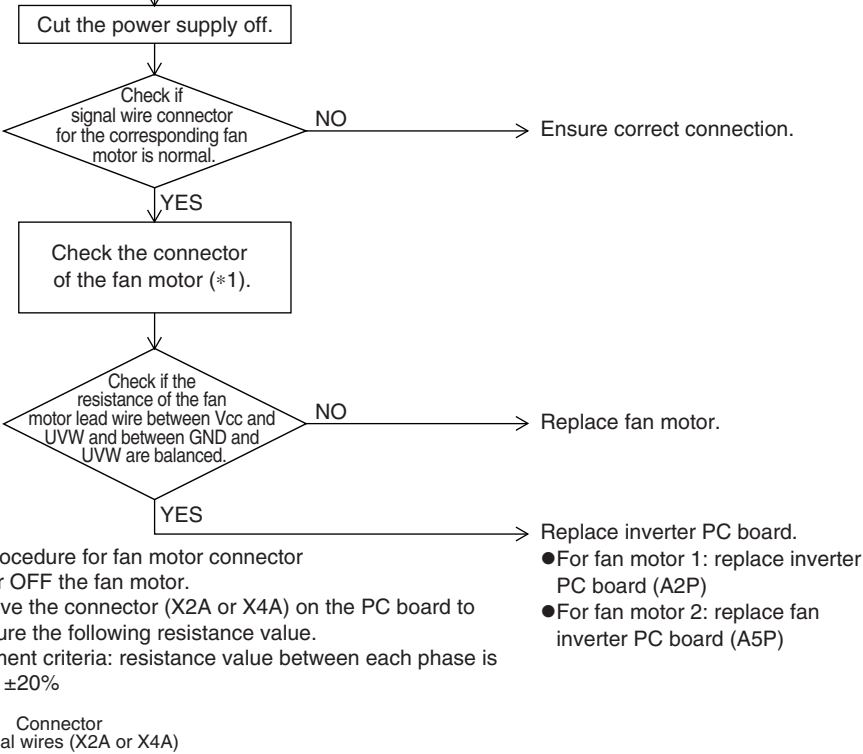 Cut the power supply off.
Check if
signal wire connector
for the corresponding fan
motor is normal.
NO
Ensure correct connection.
YES
Check the connector
of the fan motor (*1).
Check if the
resistance of the fan
motor lead wire between Vcc and
UVW and between GND and
UVW are balanced.
NO
Replace fan motor.
YES
Replace inverter PC board.
●For fan motor 1: replace inverter
PC board (A2P)
●For fan motor 2: replace fan
inverter PC board (A5P)
for fan motor connector
OFF the fan motor.
the connector (X2A or X4A) on the PC board to
the following resistance value.
criteria: resistance value between each phase is
±20%
Connector
wires (X2A or X4A)